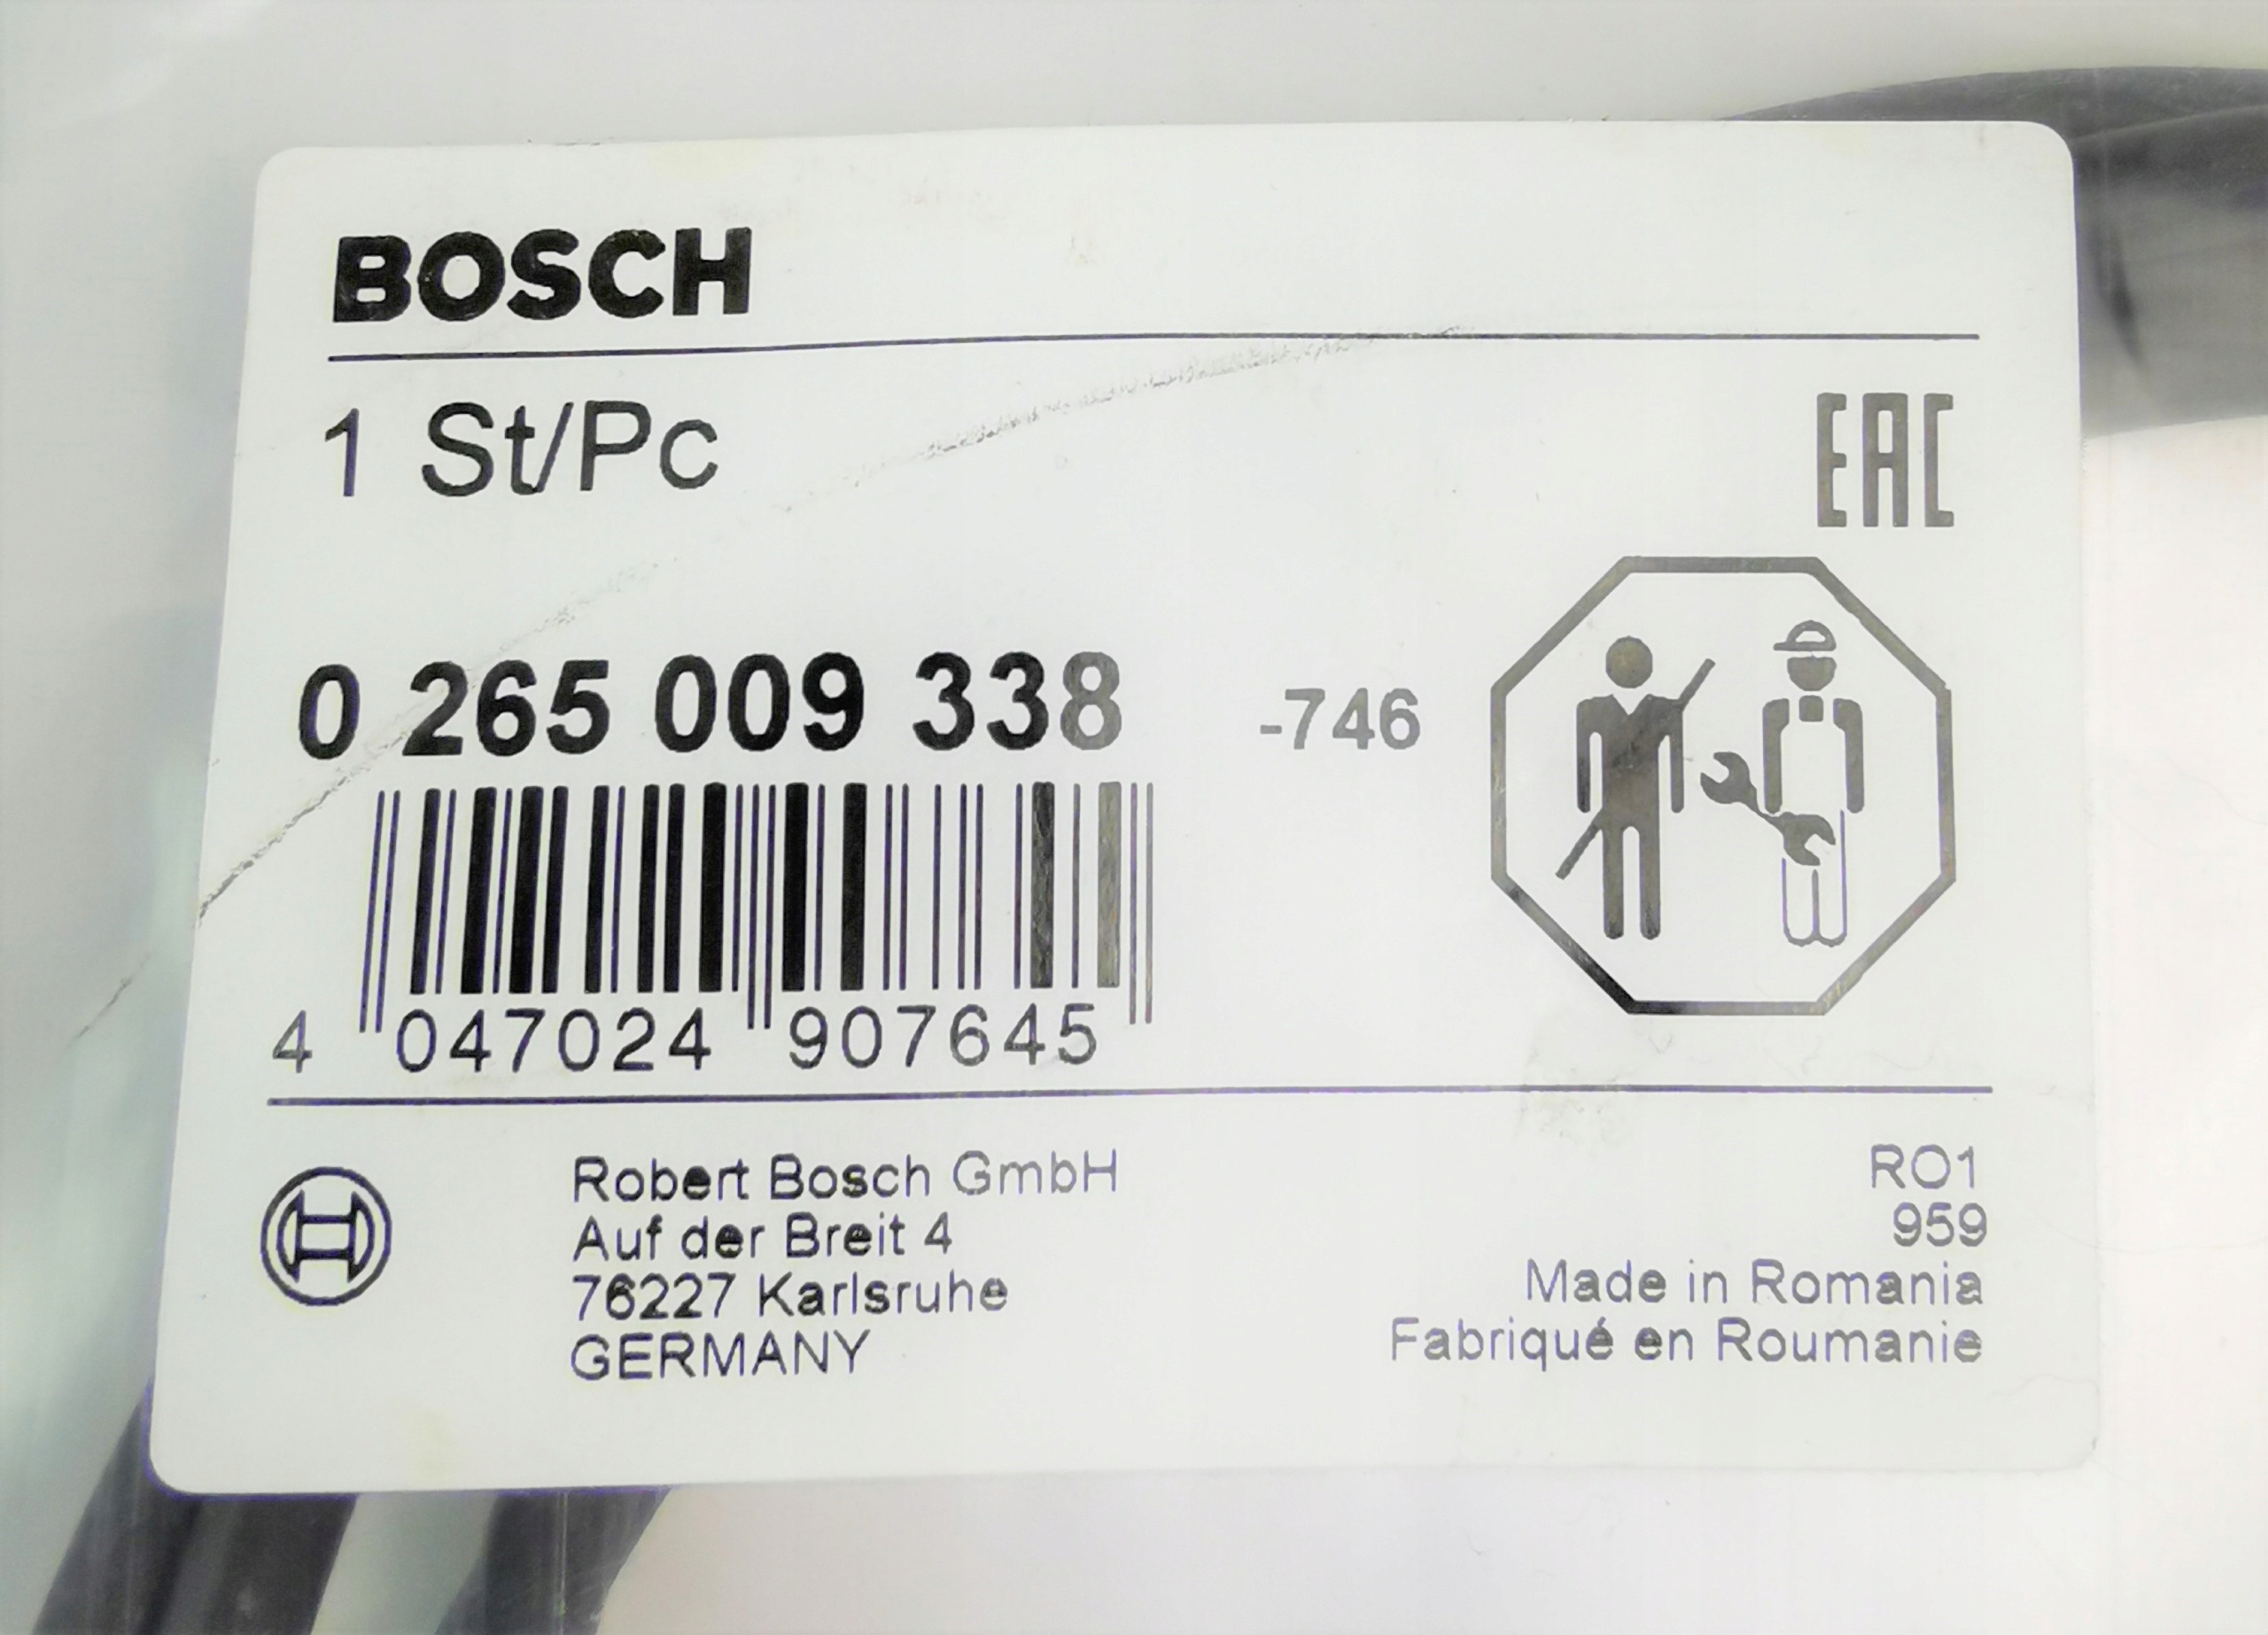 BOSCH
1 St/Pc
EAC
0 265 009 338 -746
4 047024 907645
Robert Bosch GmbH
Auf der Breit 4
76227 Karlsruhe
GERMANY
RO1
959
Made in Romania
Fabriqué en Roumanie